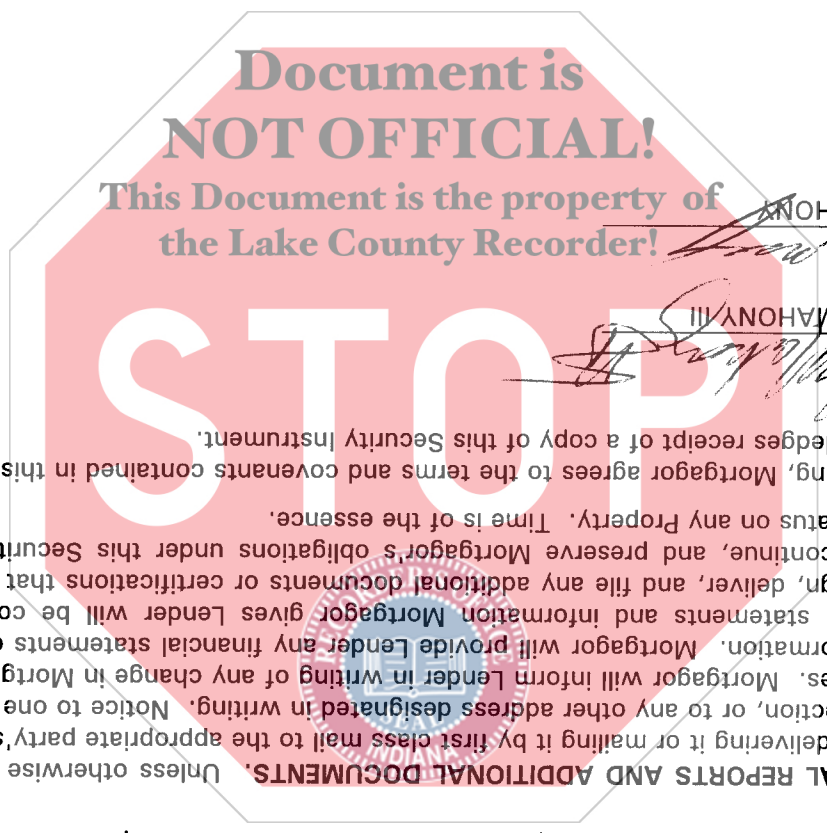 Document is
NOT OFFICIAL!
This Document is the property of
the Lake County Recorder!
STOP
AL REPORTS AND ADDITIONAL DOCUMENTS. Unless otherwise
delivering it or mailing it by first class mail to the appropriate party's
ction, or to any other address designated in writing. Notice to one
es. Mortgagor will inform Lender in writing of any change in Mortg
ormation. Mortgagor will provide Lender any financial statements
statements and information Mortgagor gives Lender will be co
gn, deliver, and file any additional documents or certifications that
continue, and preserve Mortgagor's obligations under this Securit
atus on any Property. Time is of the essence.
ng, Mortgagor agrees to the terms and covenants contained in this
edges receipt of a copy of this Security Instrument.
MAHONY III
HONY
SEAL
INDIANA